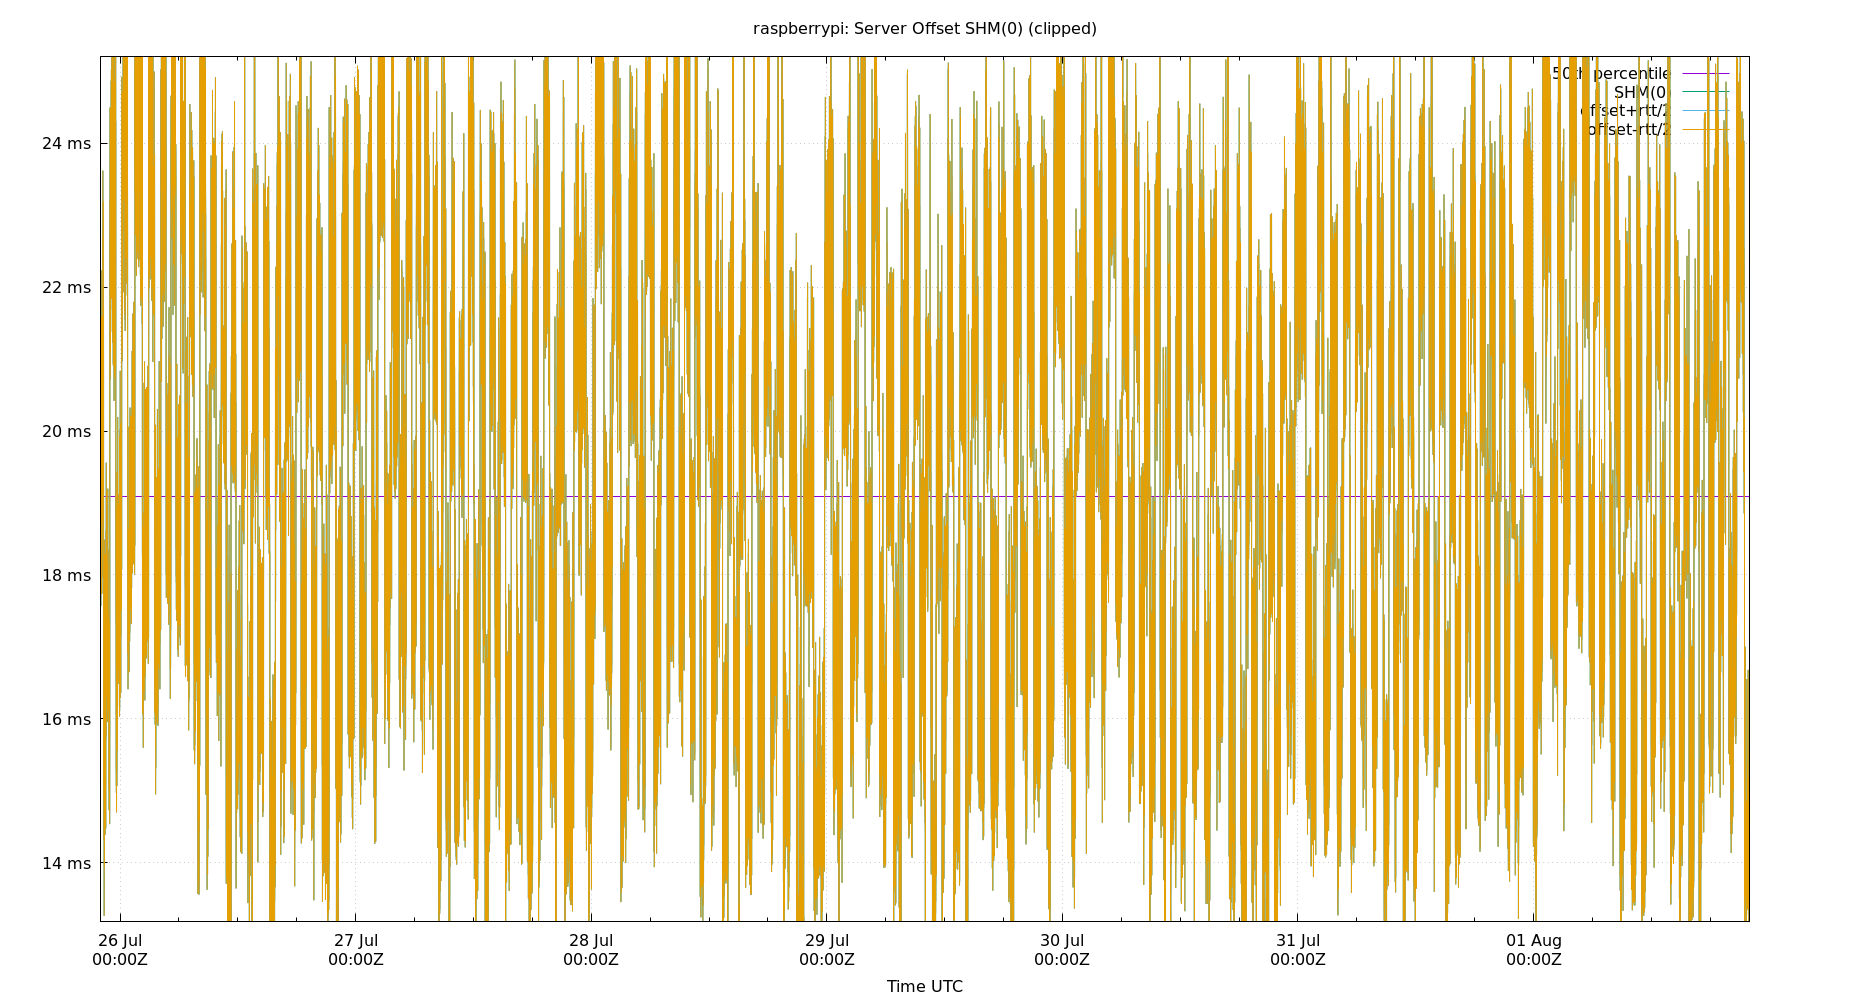 raspberrypi: Server Offset SHM(0) (clipped)
50th percentile
SHM(0)
offset+rtt/2
offset-rtt/2
24 ms
22 ms
20 ms
18 ms
16 ms
14 ms
26 Jul
00:00Z
27 Jul
00:00Z
28 Jul
00:00Z
29 Jul
00:00Z
30 Jul
00:00Z
31 Jul
00:00Z
01 Aug
00:00Z
Time UTC